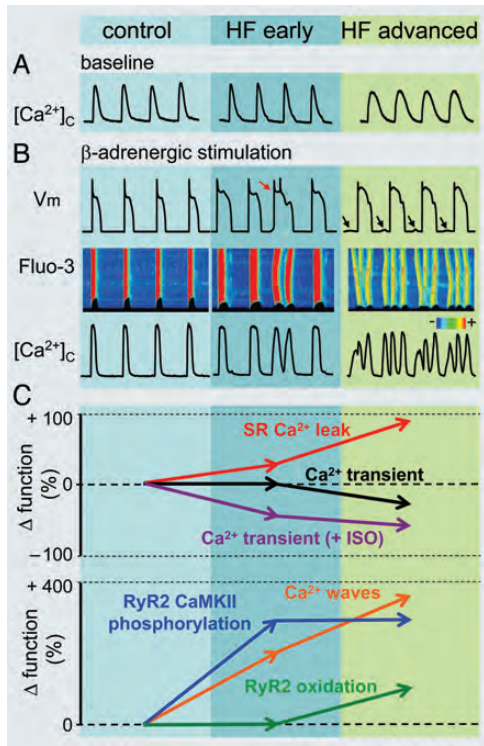 control HF early HF advanced
A baseline
[Ca²⁺]C
B β-adrenergic stimulation
Vm
Fluo-3
- +
[Ca²⁺]C
C
+ 100
SR Ca²⁺ leak
Ca²⁺ transient
0
Δ function
(%)
Ca²⁺ transient (+ ISO)
– 100
+ 400
RyR2 CaMKII
phosphorylation
Ca²⁺ waves
Δ function
(%)
RyR2 oxidation
0